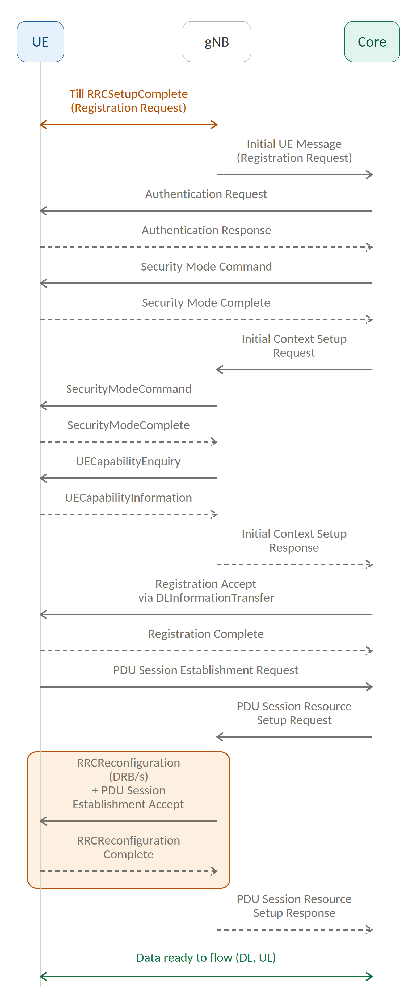 UE
gNB
Core
Till RRCSetupComplete
(Registration Request)
Initial UE Message
(Registration Request)
Authentication Request
Authentication Response
Security Mode Command
Security Mode Complete
Initial Context Setup
Request
SecurityModeCommand
SecurityModeComplete
UECapabilityEnquiry
UECapabilityInformation
Initial Context Setup
Response
Registration Accept
via DLInformationTransfer
Registration Complete
PDU Session Establishment Request
PDU Session Resource
Setup Request
RRCReconfiguration
(DRB/s)
+ PDU Session
Establishment Accept
RRCReconfiguration
Complete
PDU Session Resource
Setup Response
Data ready to flow (DL, UL)